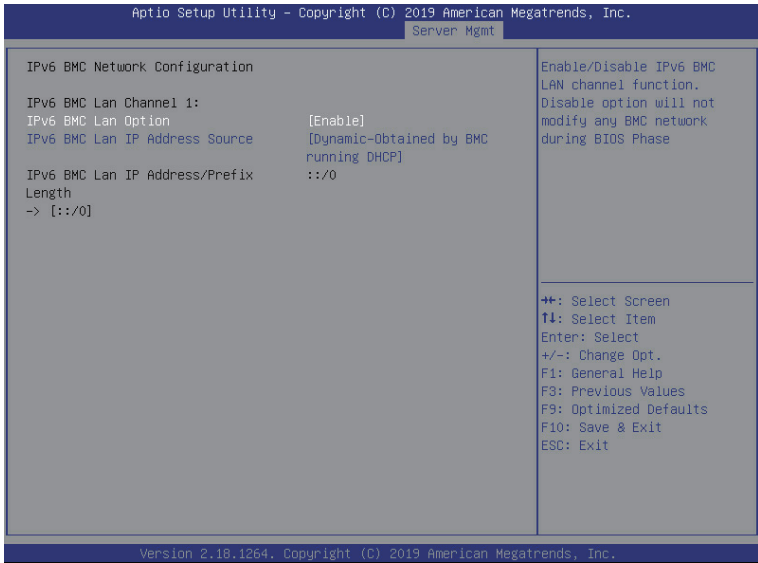 Aptio Setup Utility – Copyright (C) 2019 American Megatrends, Inc.
Server Mgmt
IPv6 BMC Network Configuration
IPv6 BMC Lan Channel 1:
IPv6 BMC Lan Option [Enable]
IPv6 BMC Lan IP Address Source [Dynamic-Obtained by BMC
running DHCP]
IPv6 BMC Lan IP Address/Prefix ::/0
Length
-> [::/0]
Enable/Disable IPv6 BMC
LAN channel function.
Disable option will not
modify any BMC network
during BIOS Phase
→←: Select Screen
↑↓: Select Item
Enter: Select
+/-: Change Opt.
F1: General Help
F3: Previous Values
F9: Optimized Defaults
F10: Save & Exit
ESC: Exit
Version 2.18.1264. Copyright (C) 2019 American Megatrends, Inc.